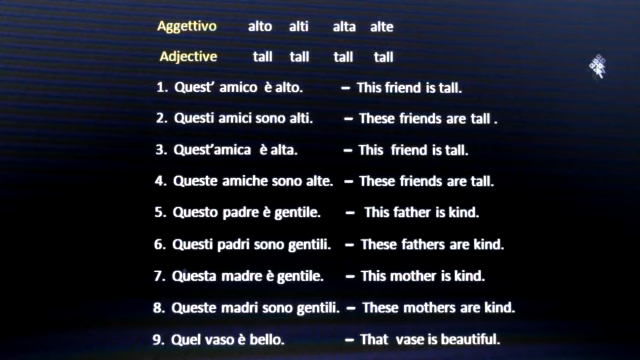 Aggettivo alto alti alta alte
Adjective tall tall tall tall
1. Quest' amico è alto. – This friend is tall.
2. Questi amici sono alti. – These friends are tall .
3. Quest'amica è alta. – This friend is tall.
4. Queste amiche sono alte. – These friends are tall.
5. Questo padre è gentile. – This father is kind.
6. Questi padri sono gentili. – These fathers are kind.
7. Questa madre è gentile. – This mother is kind.
8. Queste madri sono gentili. – These mothers are kind.
9. Quel vaso è bello. – That vase is beautiful.